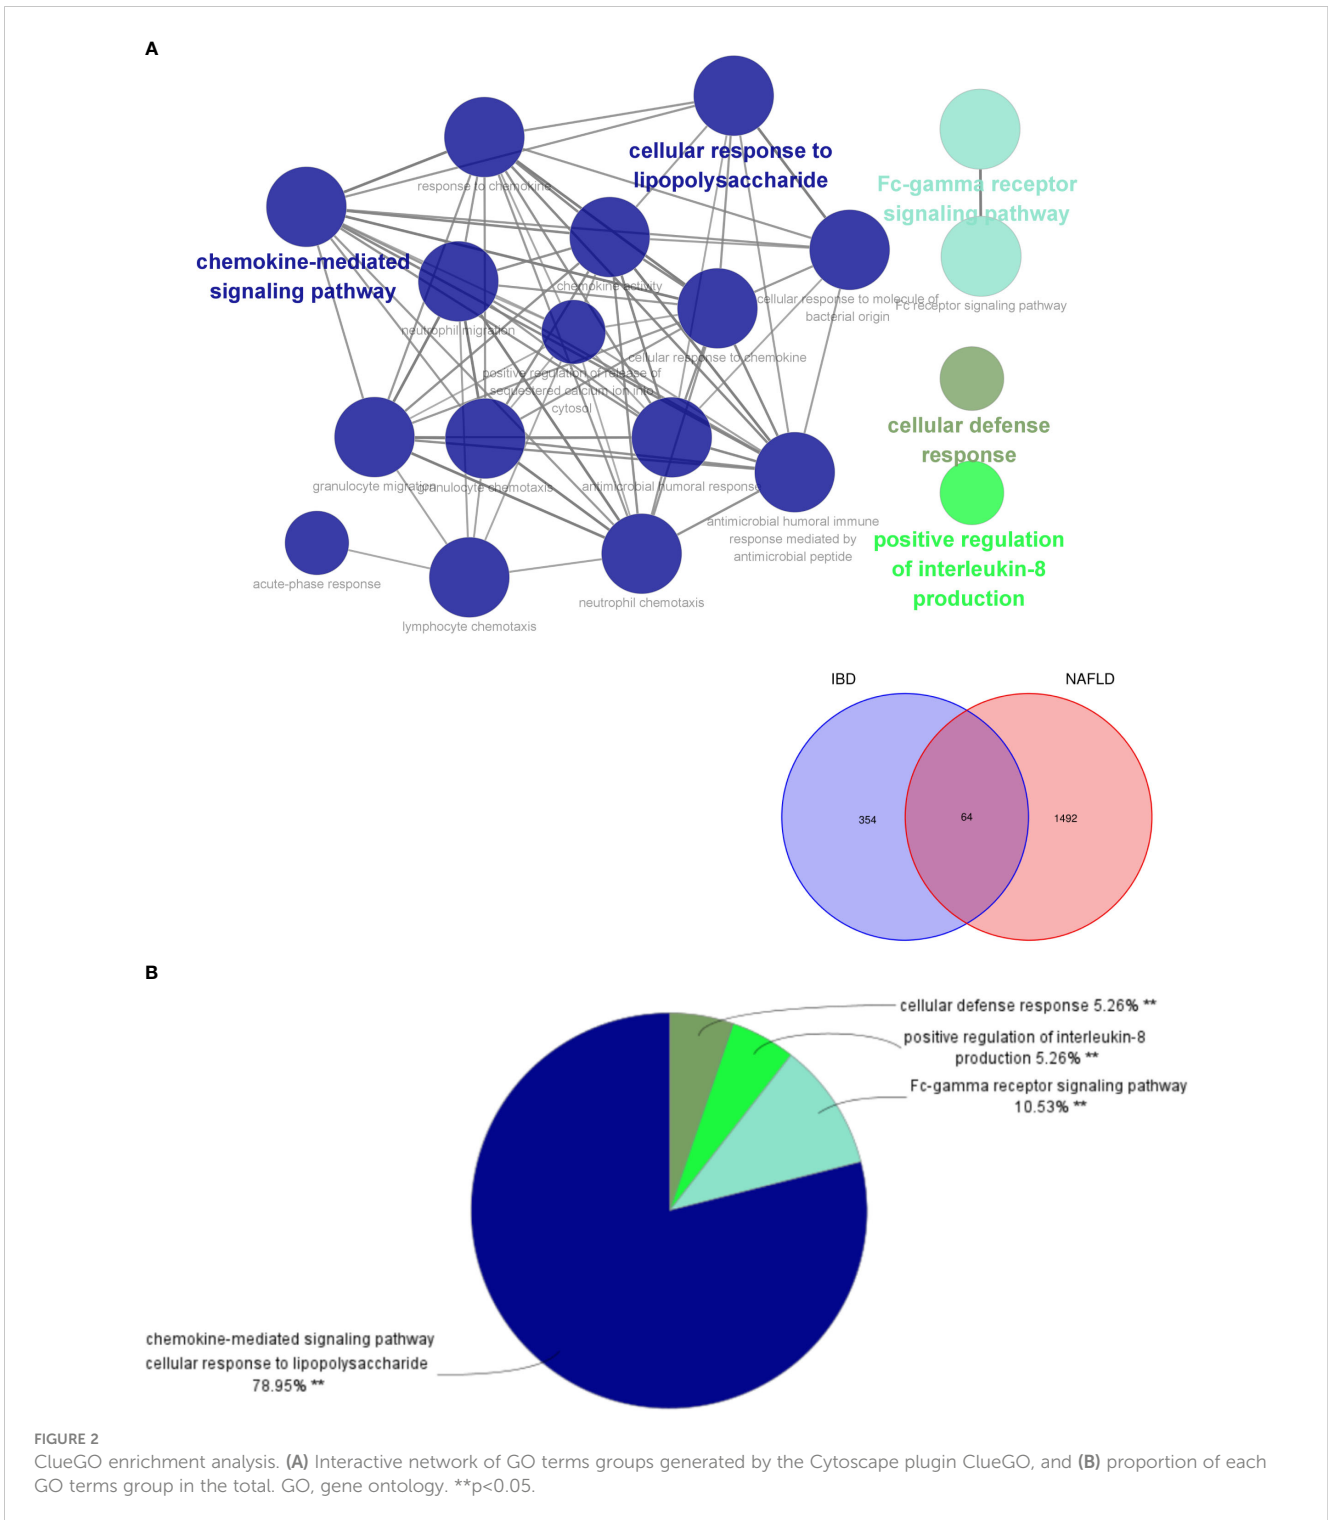 A
cellular response to
lipopolysaccharide
response to chemokine
Fc-gamma receptor
signaling pathway
chemokine-mediated
signaling pathway
chemokine activity
cellular response to molecule of
bacterial origin
Fc receptor signaling pathway
neutrophil migration
cellular response to chemokine
positive regulation of release of
sequestered calcium ion into
cytosol
cellular defense
response
granulocyte migration
granulocyte chemotaxis
antimicrobial humoral response
antimicrobial humoral immune
response mediated by
antimicrobial peptide
positive regulation
of interleukin-8
production
acute-phase response
neutrophil chemotaxis
lymphocyte chemotaxis
IBD
NAFLD
354
64
1492
B
cellular defense response 5.26% **
positive regulation of interleukin-8
production 5.26% **
Fc-gamma receptor signaling pathway
10.53% **
chemokine-mediated signaling pathway
cellular response to lipopolysaccharide
78.95% **
FIGURE 2
ClueGO enrichment analysis. (A) Interactive network of GO terms groups generated by the Cytoscape plugin ClueGO, and (B) proportion of each
GO terms group in the total. GO, gene ontology. **p<0.05.